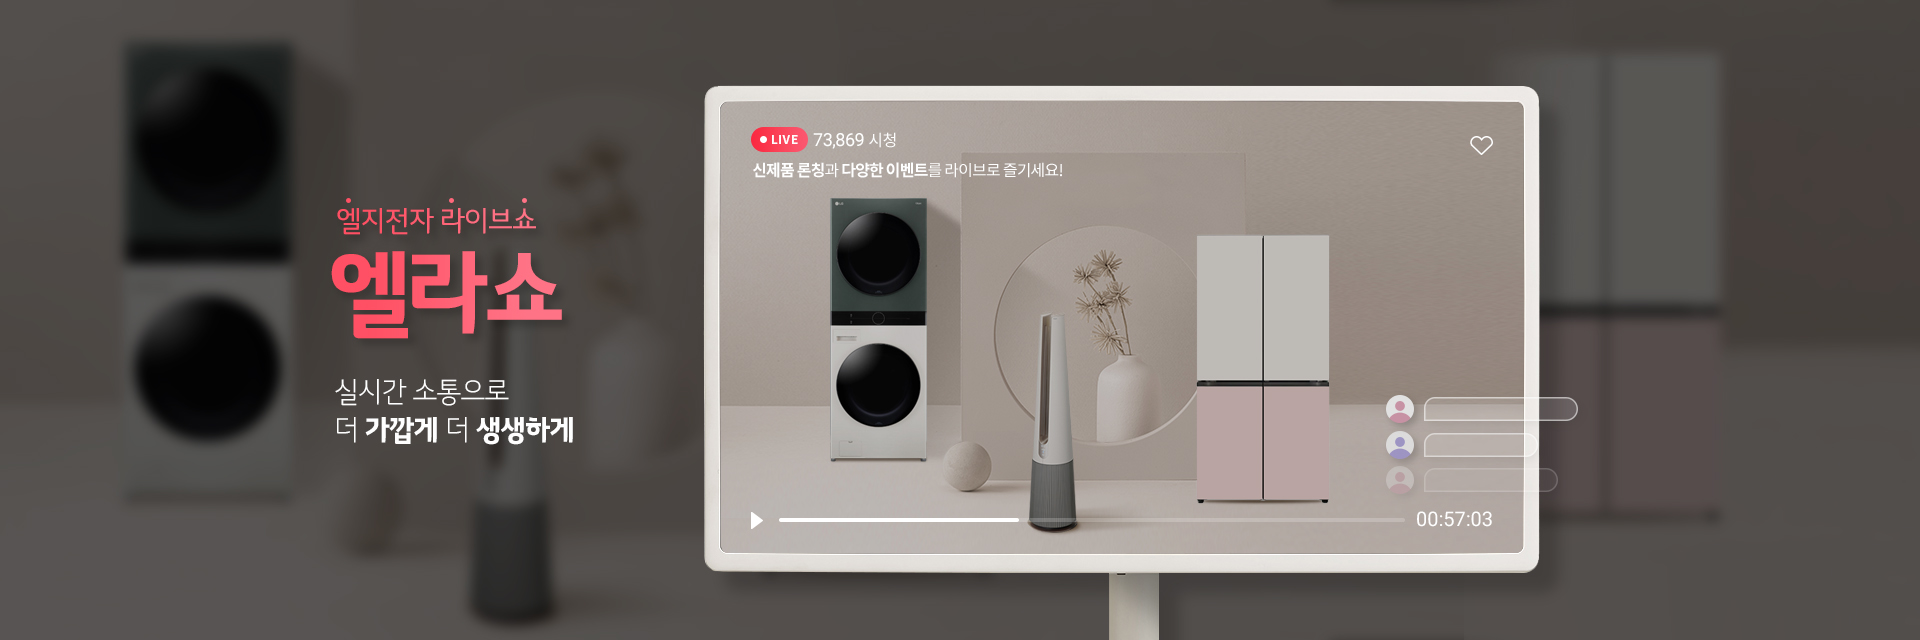 엘지전자 라이브쇼
엘라쇼
실시간 소통으로
더 가깝게 더 생생하게
LIVE 73,869 시청
신제품 론칭과 다양한 이벤트를 라이브로 즐기세요!
LG
00:57:03